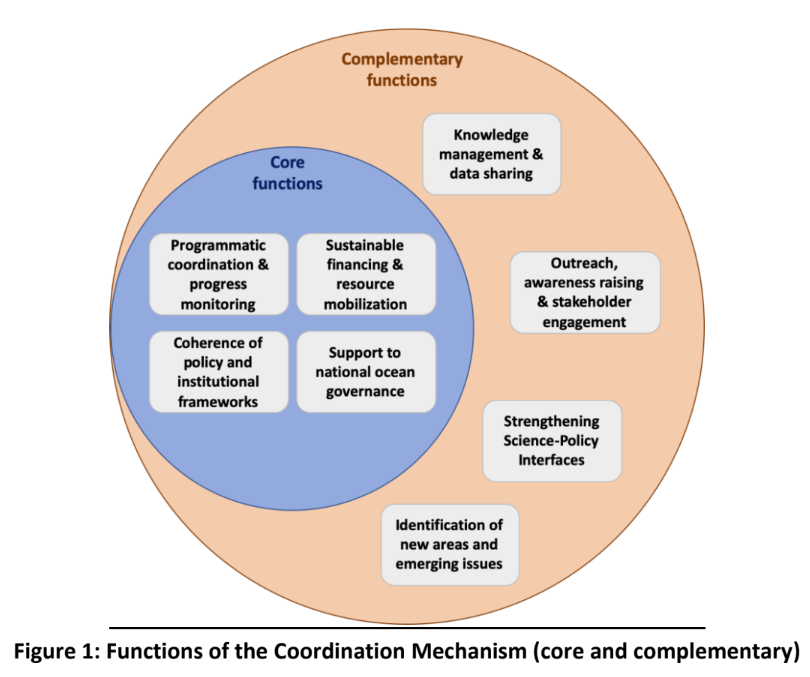 Complementary
functions
Knowledge
management &
data sharing
Core
functions
Programmatic
coordination &
progress
monitoring
Sustainable
financing &
resource
mobilization
Outreach,
awareness raising
& stakeholder
engagement
Coherence of
policy and
institutional
frameworks
Support to
national ocean
governance
Strengthening
Science-Policy
Interfaces
Identification of
new areas and
emerging issues
Figure 1: Functions of the Coordination Mechanism (core and complementary)